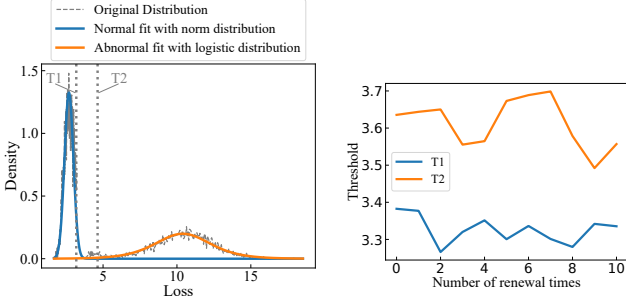 Original Distribution
Normal fit with norm distribution
Abnormal fit with logistic distribution
T1
T2
1.5
1.0
0.5
0.0
Density
5
10
15
Loss
3.7
3.6
3.5
3.4
3.3
Threshold
T1
T2
0
2
4
6
8
10
Number of renewal times